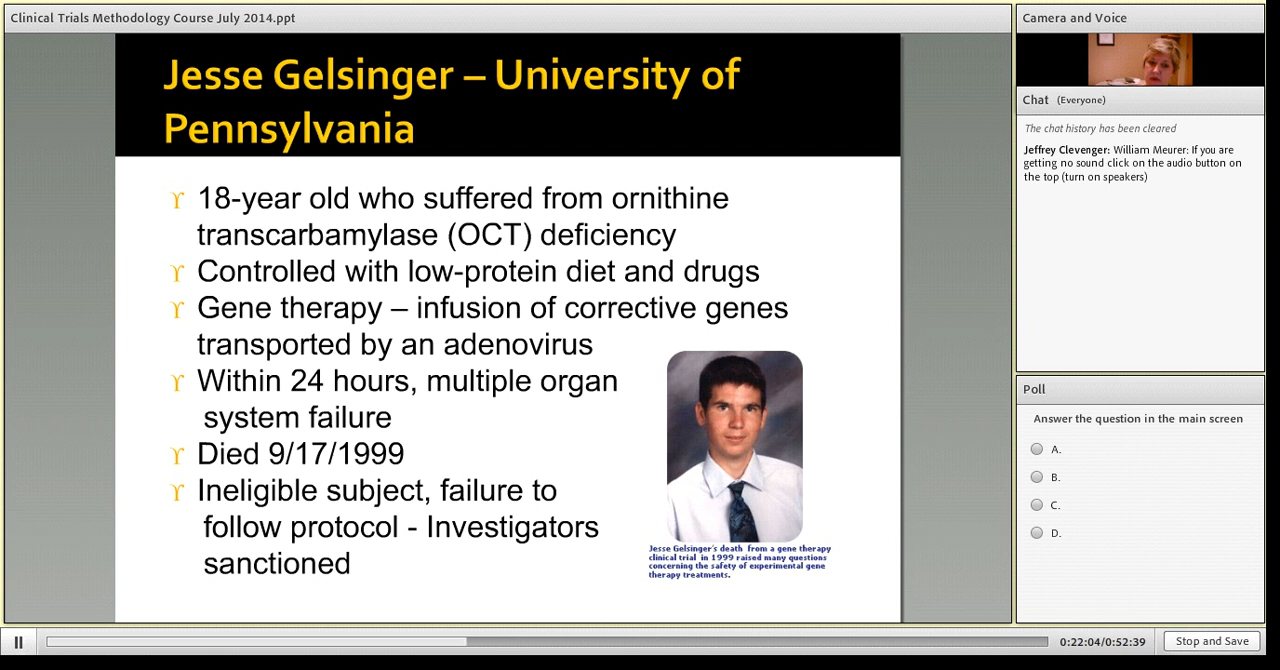 Clinical Trials Methodology Course July 2014.ppt
Jesse Gelsinger – University of
Pennsylvania
18-year old who suffered from ornithine
transcarbamylase (OCT) deficiency
Controlled with low-protein diet and drugs
Gene therapy – infusion of corrective genes
transported by an adenovirus
Within 24 hours, multiple organ
system failure
Died 9/17/1999
Ineligible subject, failure to
follow protocol - Investigators
sanctioned
Jesse Gelsinger's death from a gene therapy
clinical trial in 1999 raised many questions
concerning the safety of experimental gene
therapy treatments.
Camera and Voice
Chat (Everyone)
The chat history has been cleared
Jeffrey Clevenger: William Meurer: If you are
getting no sound click on the audio button on
the top (turn on speakers)
Poll
Answer the question in the main screen
A.
B.
C.
D.
0:22:04/0:52:39
Stop and Save